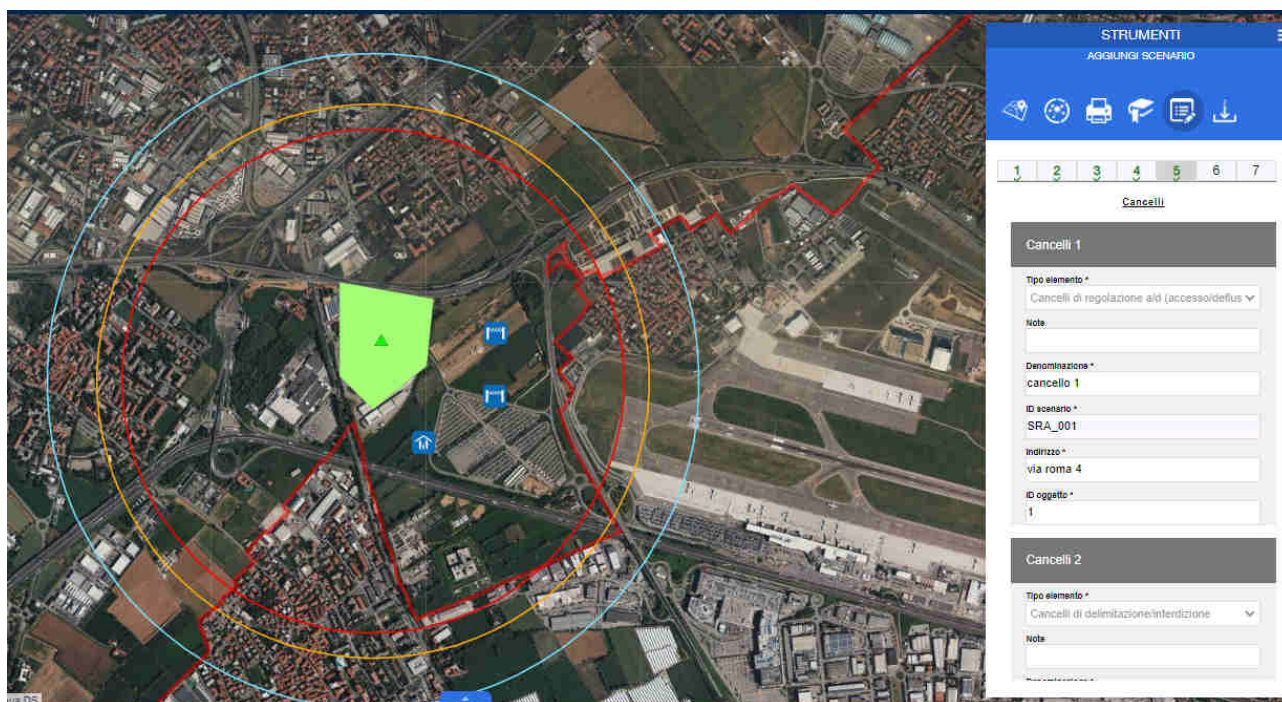 STRUMENTI
AGGIUNGI SCENARIO
1 2 3 4 5 6 7
Cancelli
Cancelli 1
Tipo elemento *
Cancelli di regolazione a/d (accesso/deflus
Note
Denominazione *
cancello 1
ID scenario *
SRA_001
Indirizzo *
via roma 4
ID oggetto *
1
Cancelli 2
Tipo elemento *
Cancelli di delimitazione/interdizione
Note